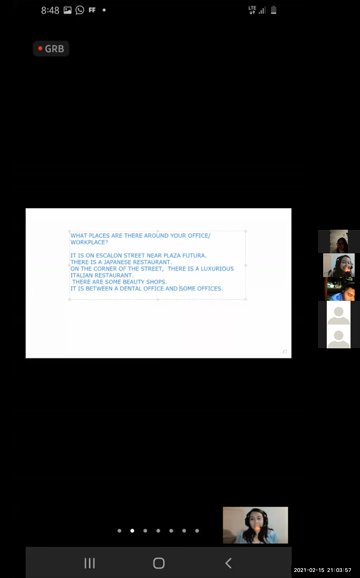 8:48
FF
LTE
GRB
WHAT PLACES ARE THERE AROUND YOUR OFFICE/
WORKPLACE?
IT IS ON ESCALON STREET NEAR PLAZA FUTURA.
THERE IS A JAPANESE RESTAURANT.
ON THE CORNER OF THE STREET, THERE IS A LUXURIOUS
ITALIAN RESTAURANT.
THERE ARE SOME BEAUTY SHOPS.
IT IS BETWEEN A DENTAL OFFICE AND SOME OFFICES.
2021-02-15 21:03:57